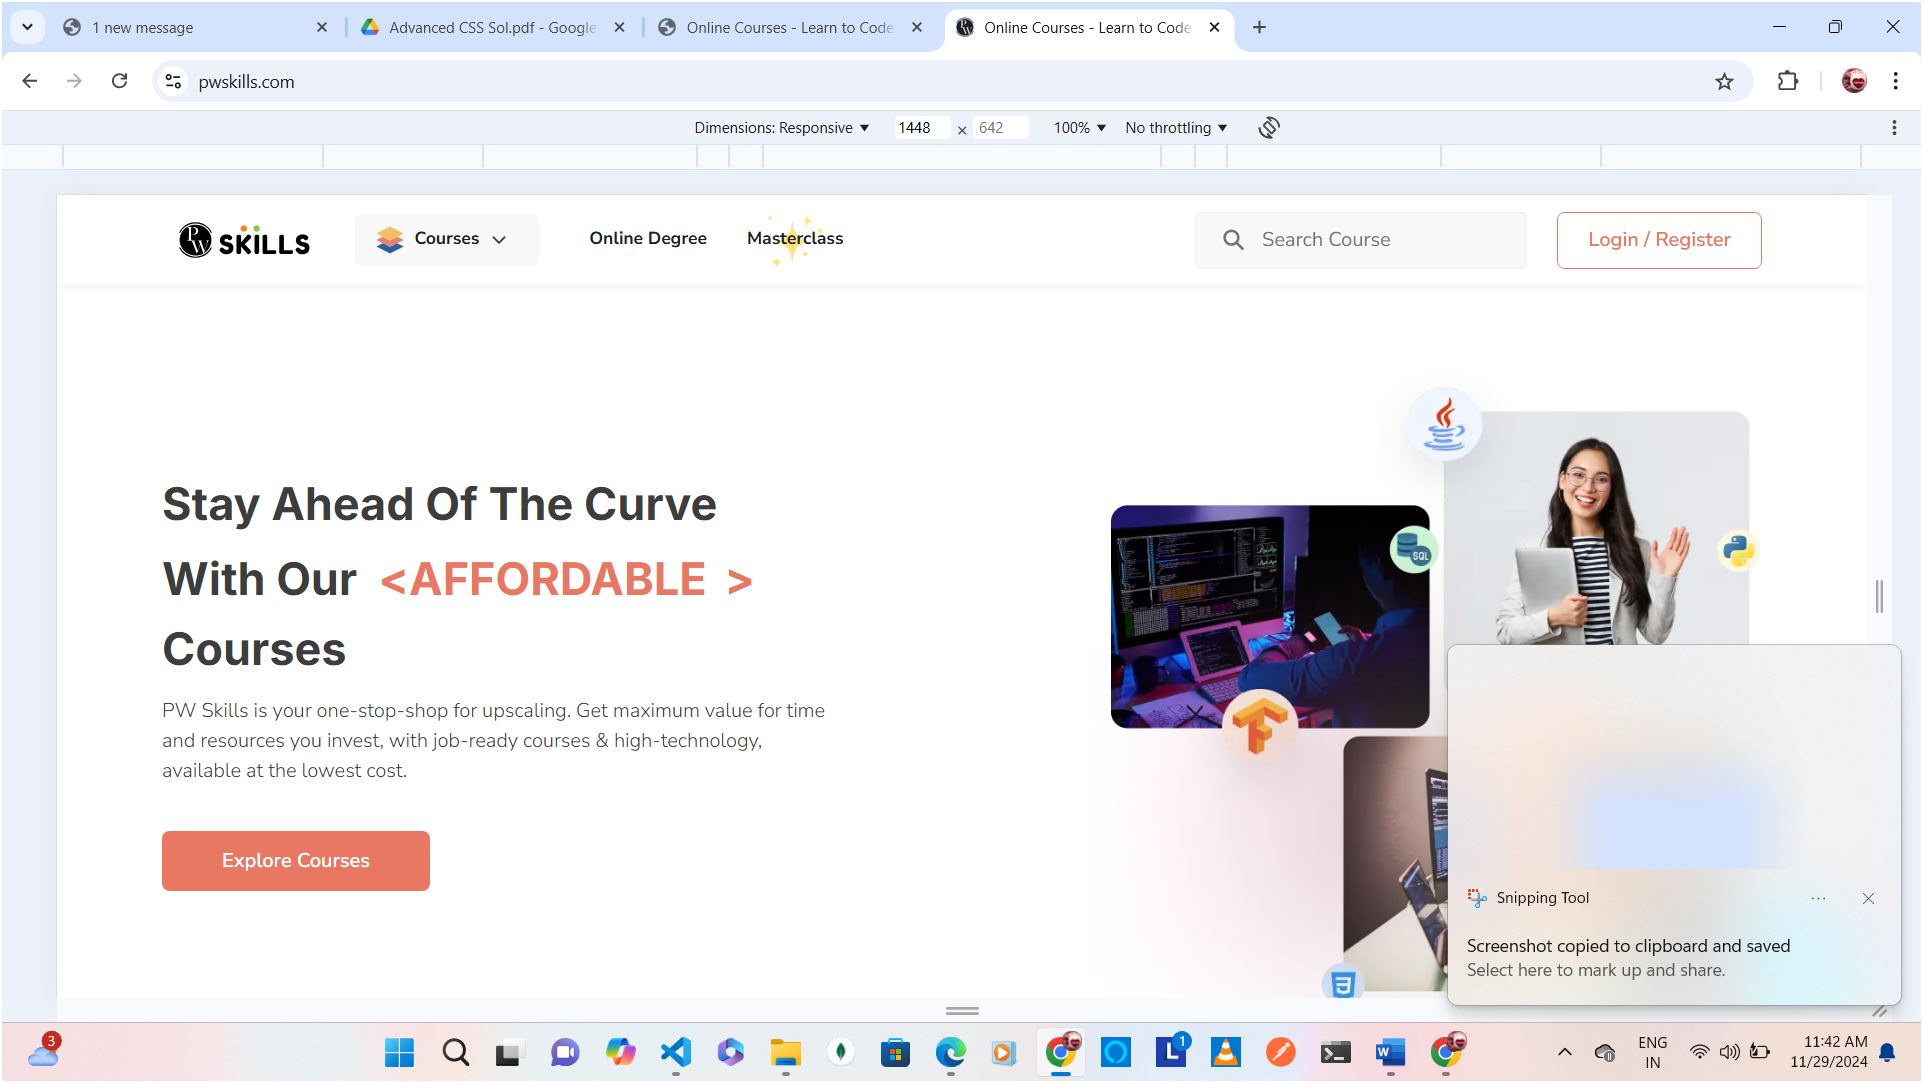 1 new message
Advanced CSS Sol.pdf - Google
Online Courses - Learn to Code
Online Courses - Learn to Code
pwskills.com
Dimensions: Responsive
1448 × 642
100%
No throttling
PW SKILLS
Courses
Online Degree
Masterclass
Search Course
Login / Register
Stay Ahead Of The Curve
With Our <AFFORDABLE >
Courses
PW Skills is your one-stop-shop for upscaling. Get maximum value for time
and resources you invest, with job-ready courses & high-technology,
available at the lowest cost.
Explore Courses
SQL
Snipping Tool
Screenshot copied to clipboard and saved
Select here to mark up and share.
3
1
ENG
IN
11:42 AM
11/29/2024